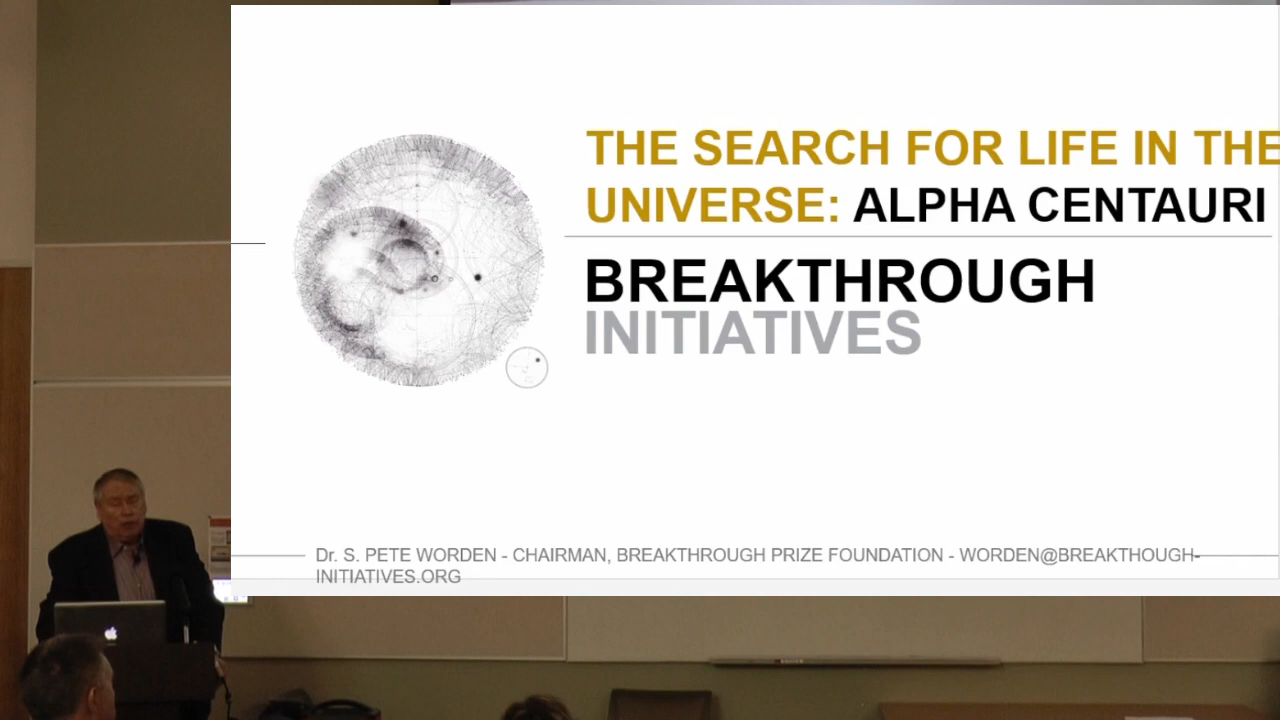 THE SEARCH FOR LIFE IN THE
UNIVERSE: ALPHA CENTAURI
BREAKTHROUGH
INITIATIVES
Dr. S. PETE WORDEN - CHAIRMAN, BREAKTHROUGH PRIZE FOUNDATION - WORDEN@BREAKTHOUGH-
INITIATIVES.ORG